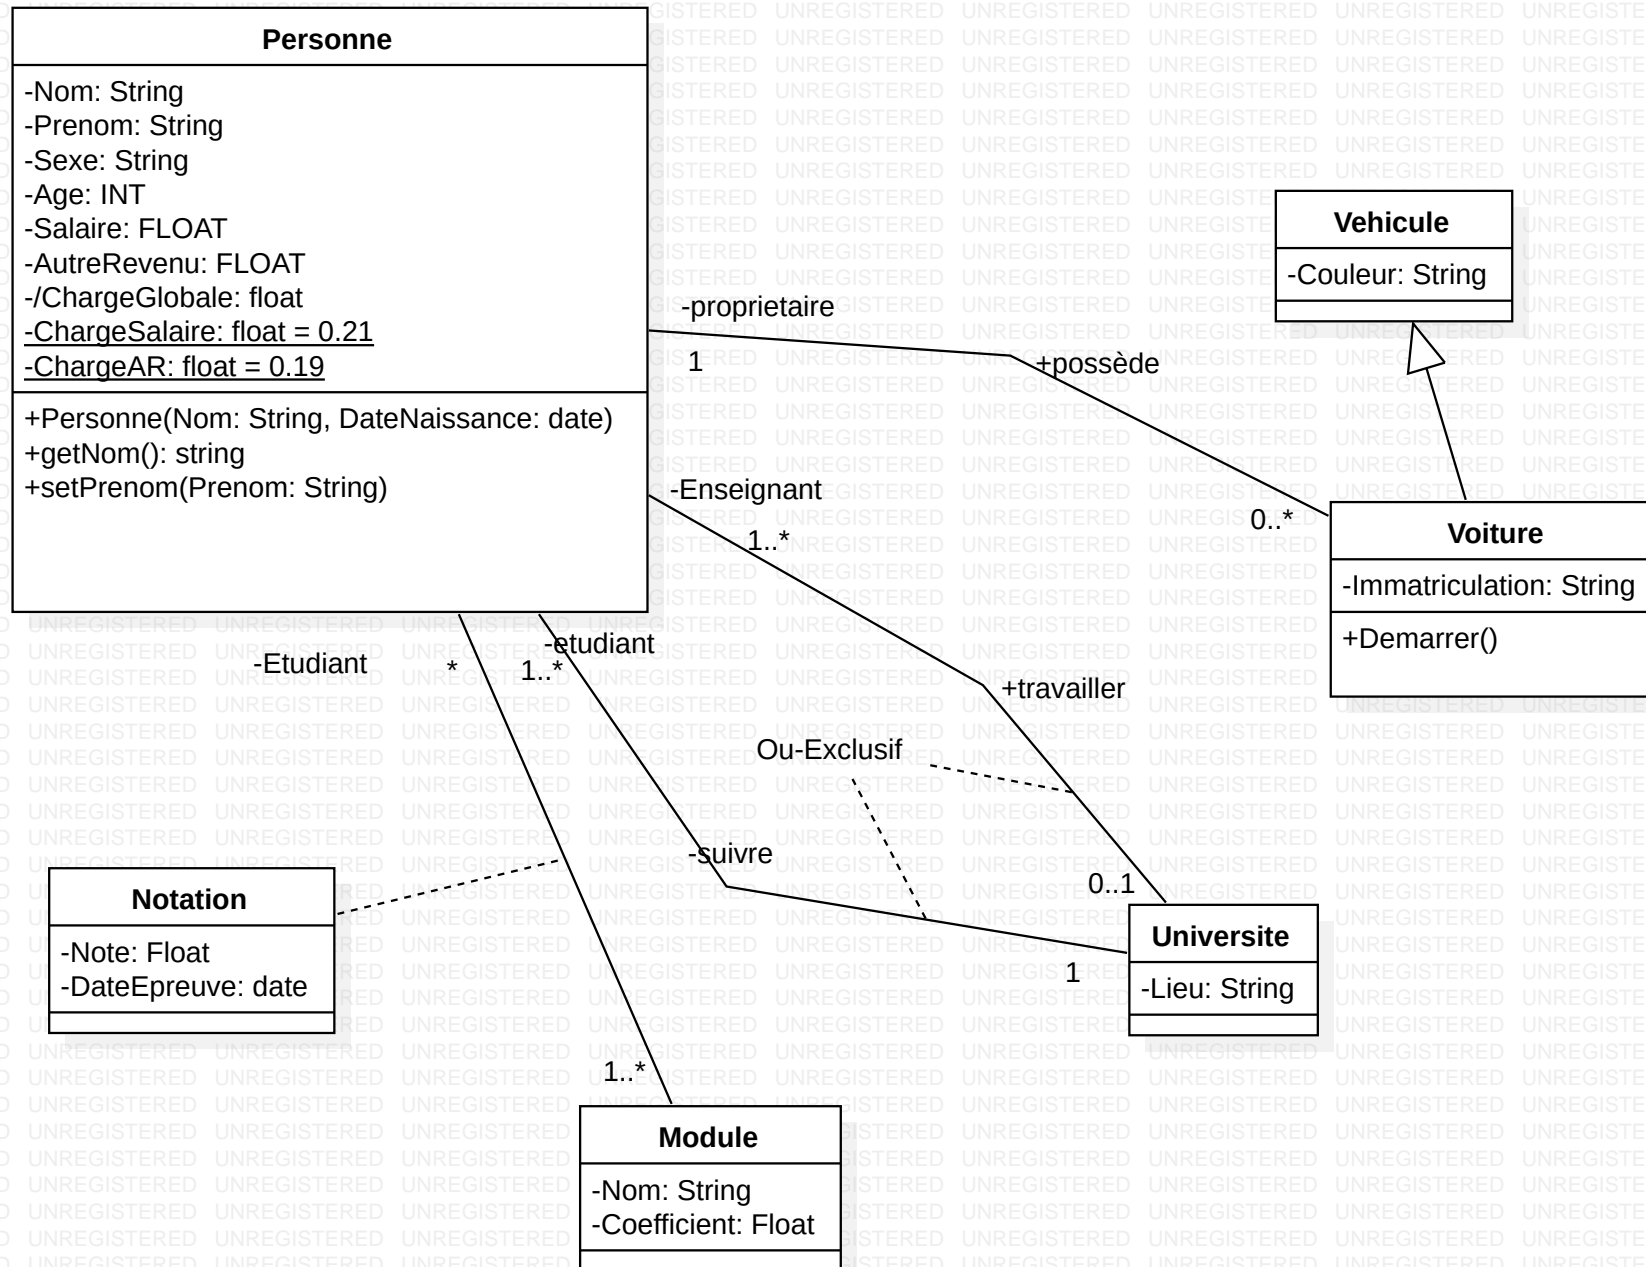 Personne
-Nom: String
-Prenom: String
-Sexe: String
-Age: INT
-Salaire: FLOAT
-AutreRevenu: FLOAT
-/ChargeGlobale: float
-ChargeSalaire: float = 0.21
-ChargeAR: float = 0.19
+Personne(Nom: String, DateNaissance: date)
+getNom(): string
+setPrenom(Prenom: String)
Vehicule
-Couleur: String
-proprietaire
1
+possède
0..*
Voiture
-Immatriculation: String
+Demarrer()
-Enseignant
1..*
+travailler
-Etudiant
*
-etudiant
1..*
Ou-Exclusif
-suivre
0..1
1
Universite
-Lieu: String
Notation
-Note: Float
-DateEpreuve: date
1..*
Module
-Nom: String
-Coefficient: Float
UNREGISTERED